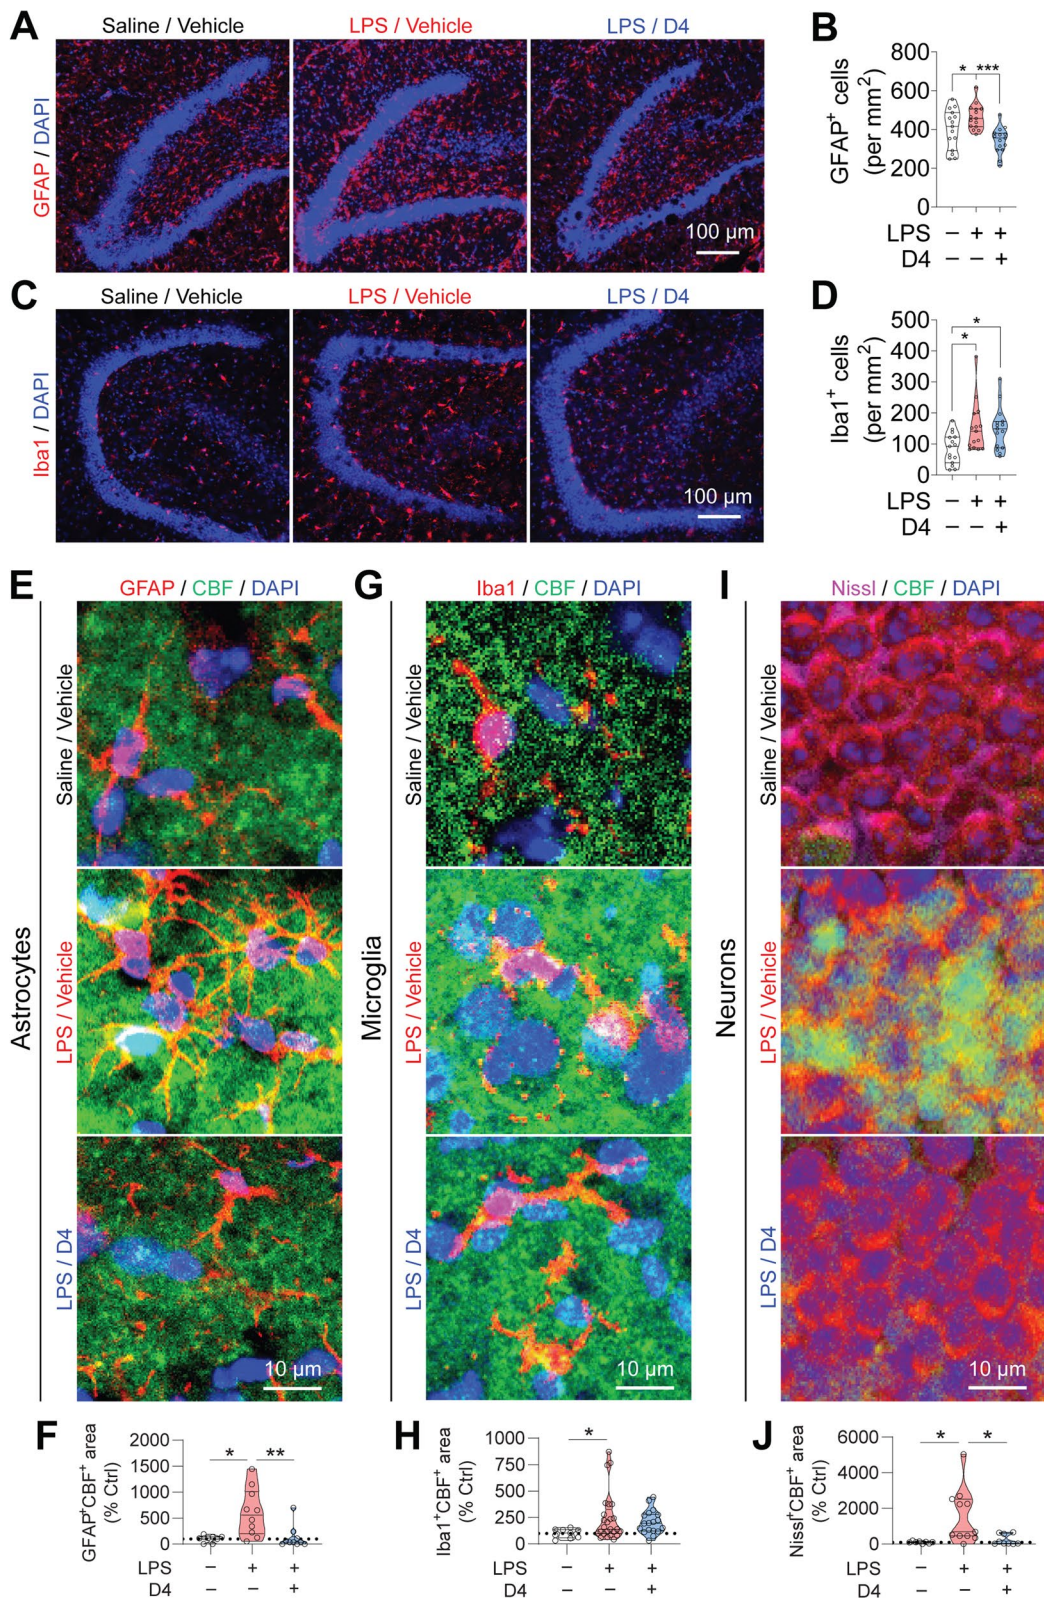 A
Saline / Vehicle
LPS / Vehicle
LPS / D4
GFAP / DAPI
100 µm
B
GFAP+ cells
(per mm2)
800
600
400
200
0
* ***
LPS − + +
D4 − − +
C
Saline / Vehicle
LPS / Vehicle
LPS / D4
Iba1 / DAPI
100 µm
D
Iba1+ cells
(per mm2)
500
400
300
200
100
0
*
*
LPS − + +
D4 − − +
E
GFAP / CBF / DAPI
Astrocytes
Saline / Vehicle
LPS / Vehicle
LPS / D4
10 µm
F
GFAP+CBF+ area
(% Ctrl)
2000
1500
1000
500
0
* **
LPS − + +
D4 − − +
G
Iba1 / CBF / DAPI
Microglia
Saline / Vehicle
LPS / Vehicle
LPS / D4
10 µm
H
Iba1+CBF+ area
(% Ctrl)
1000
750
500
250
0
*
LPS − + +
D4 − − +
I
Nissl / CBF / DAPI
Neurons
Saline / Vehicle
LPS / Vehicle
LPS / D4
10 µm
J
Nissl+CBF+ area
(% Ctrl)
6000
4000
2000
0
* *
LPS − + +
D4 − − +